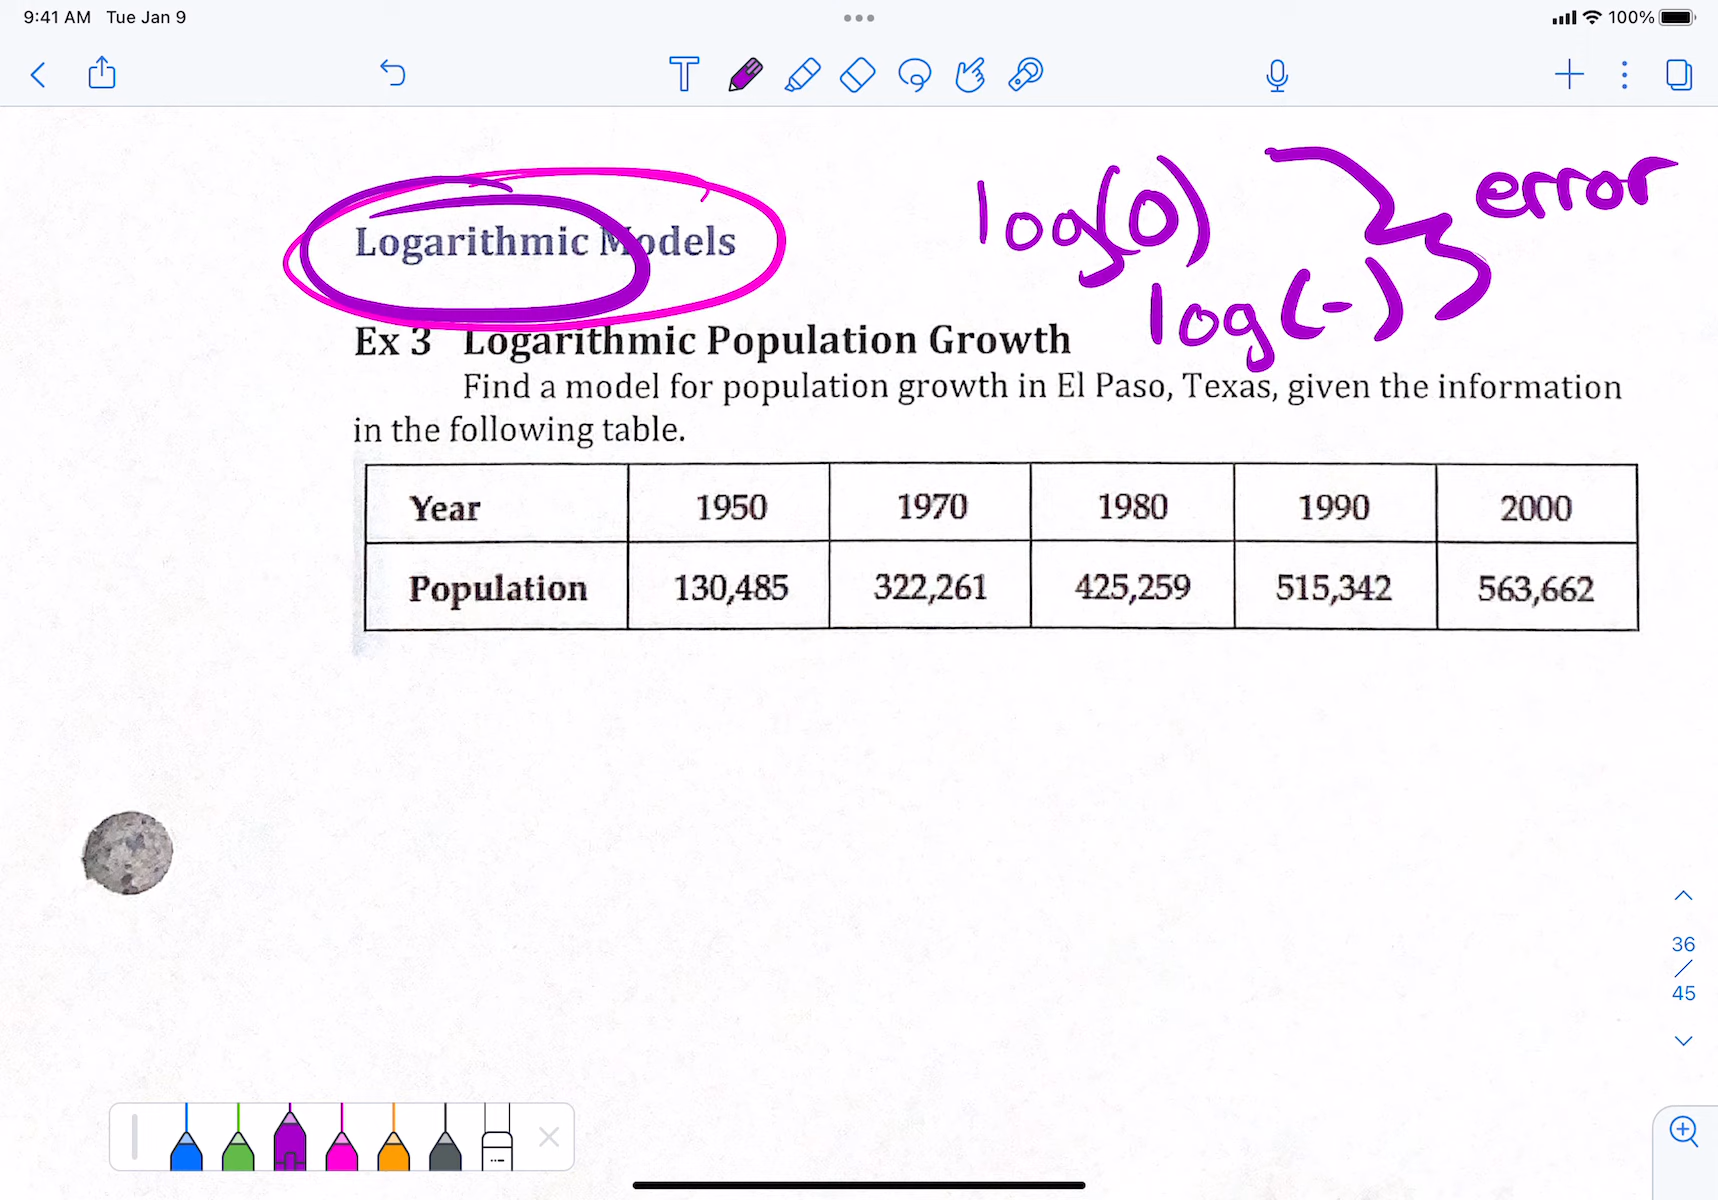 9:41 AM Tue Jan 9
100%
log(0)
error
Logarithmic Models
log(-)
Ex 3 Logarithmic Population Growth
Find a model for population growth in El Paso, Texas, given the information
in the following table.
Year 1950 1970 1980 1990 2000
Population 130,485 322,261 425,259 515,342 563,662
36
/
45